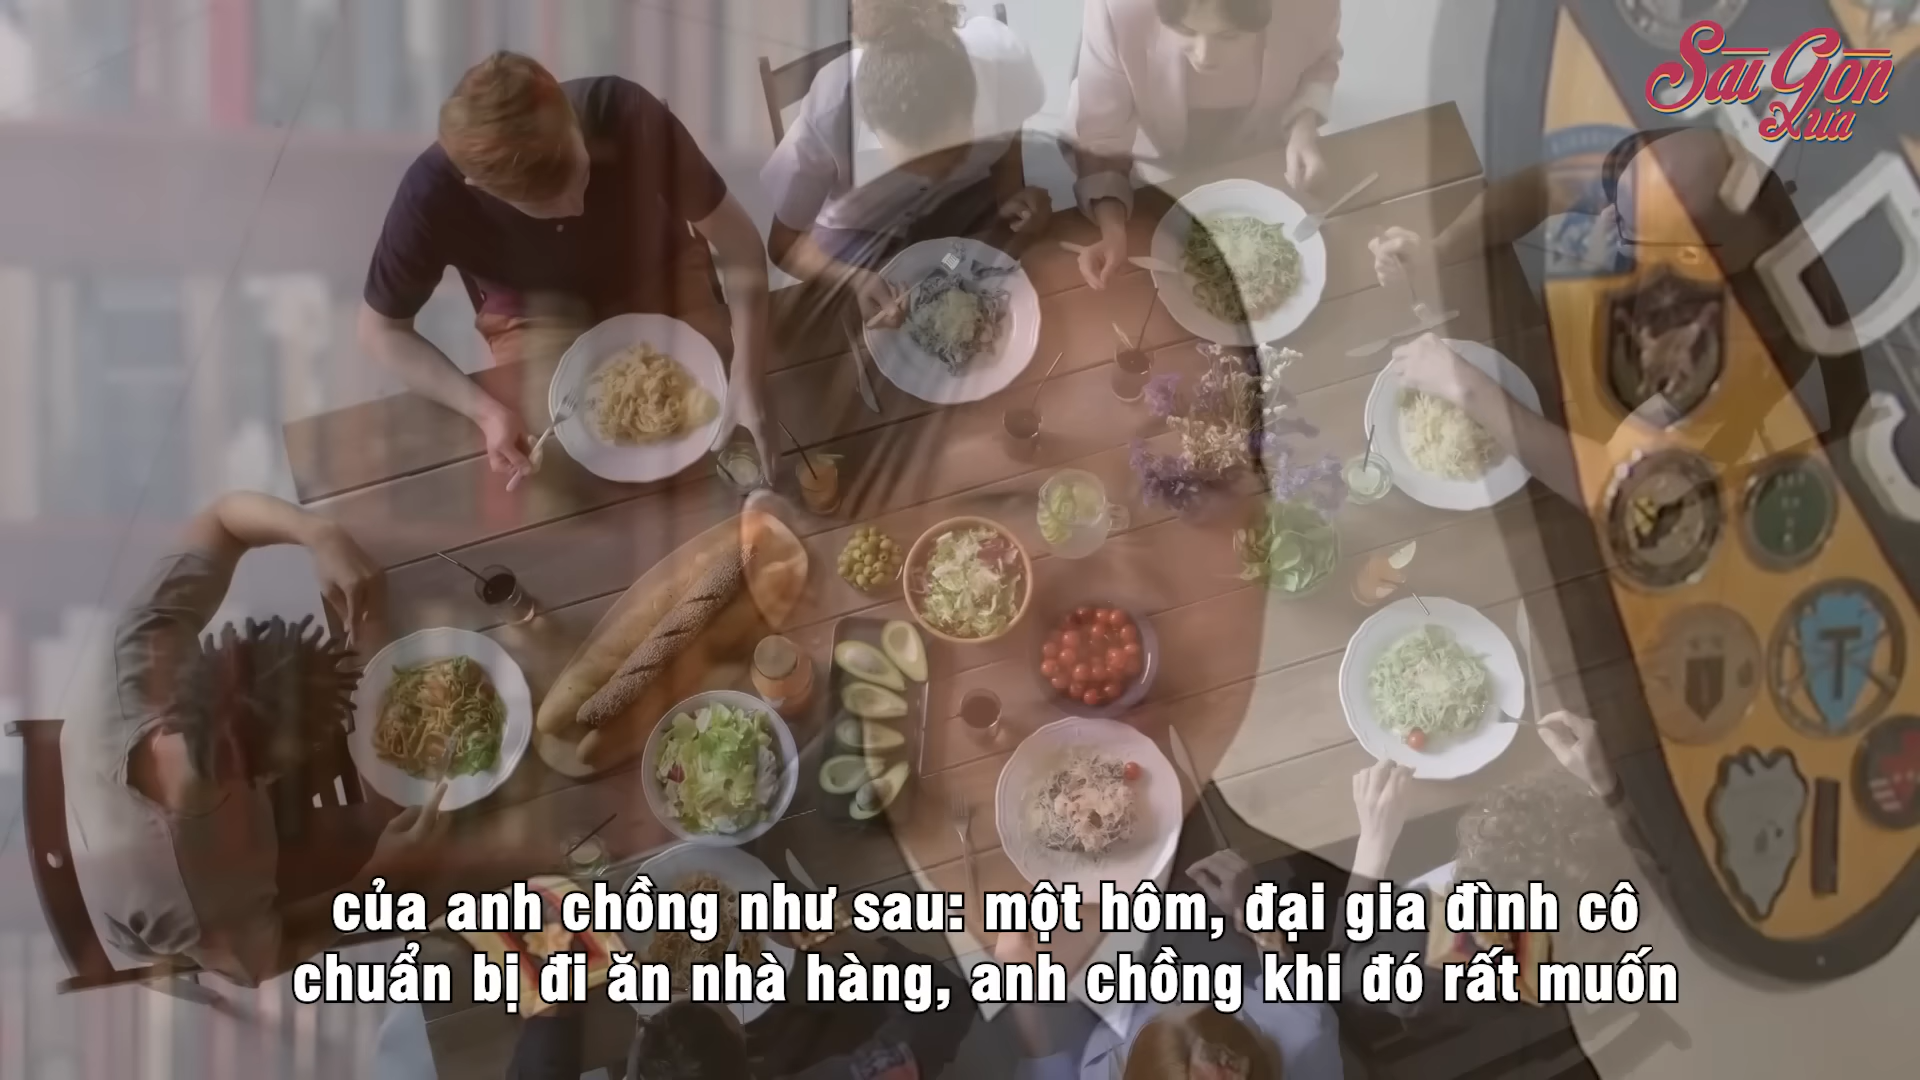 Sài Gòn
Xưa
của anh chồng như sau: một hôm, đại gia đình cô
chuẩn bị đi ăn nhà hàng, anh chồng khi đó rất muốn